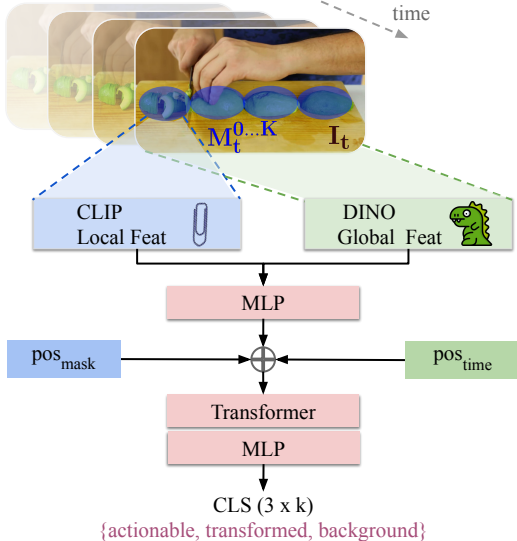 time
M_t^{0...K}
I_t
CLIP
Local Feat
DINO
Global Feat
MLP
pos_mask
pos_time
Transformer
MLP
CLS (3 x k)
{actionable, transformed, background}